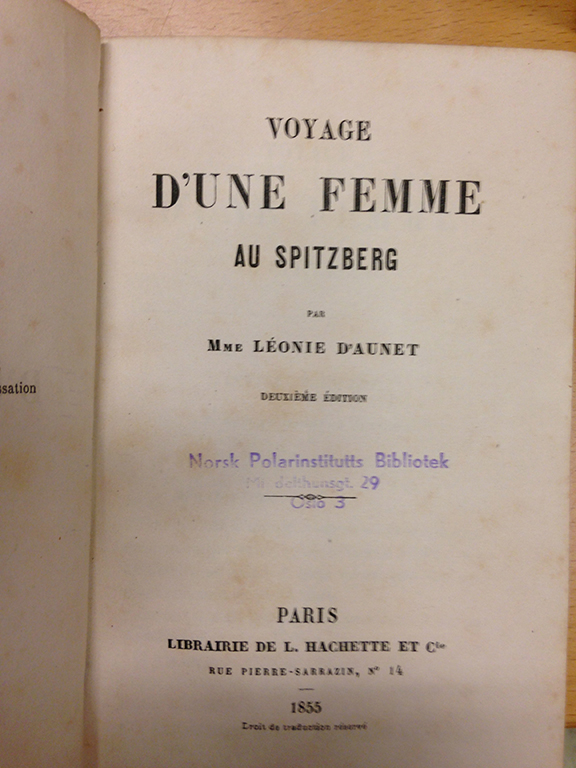 VOYAGE
D'UNE FEMME
AU SPITZBERG
PAR
MME LÉONIE D'AUNET
DEUXIÈME ÉDITION
Norsk Polarinstitutts Bibliotek
29
Oslo 3
PARIS
LIBRAIRIE DE L. HACHETTE ET Cie
RUE PIERRE-SARRAZIN, N° 14
1855
Droit de traduction réservé